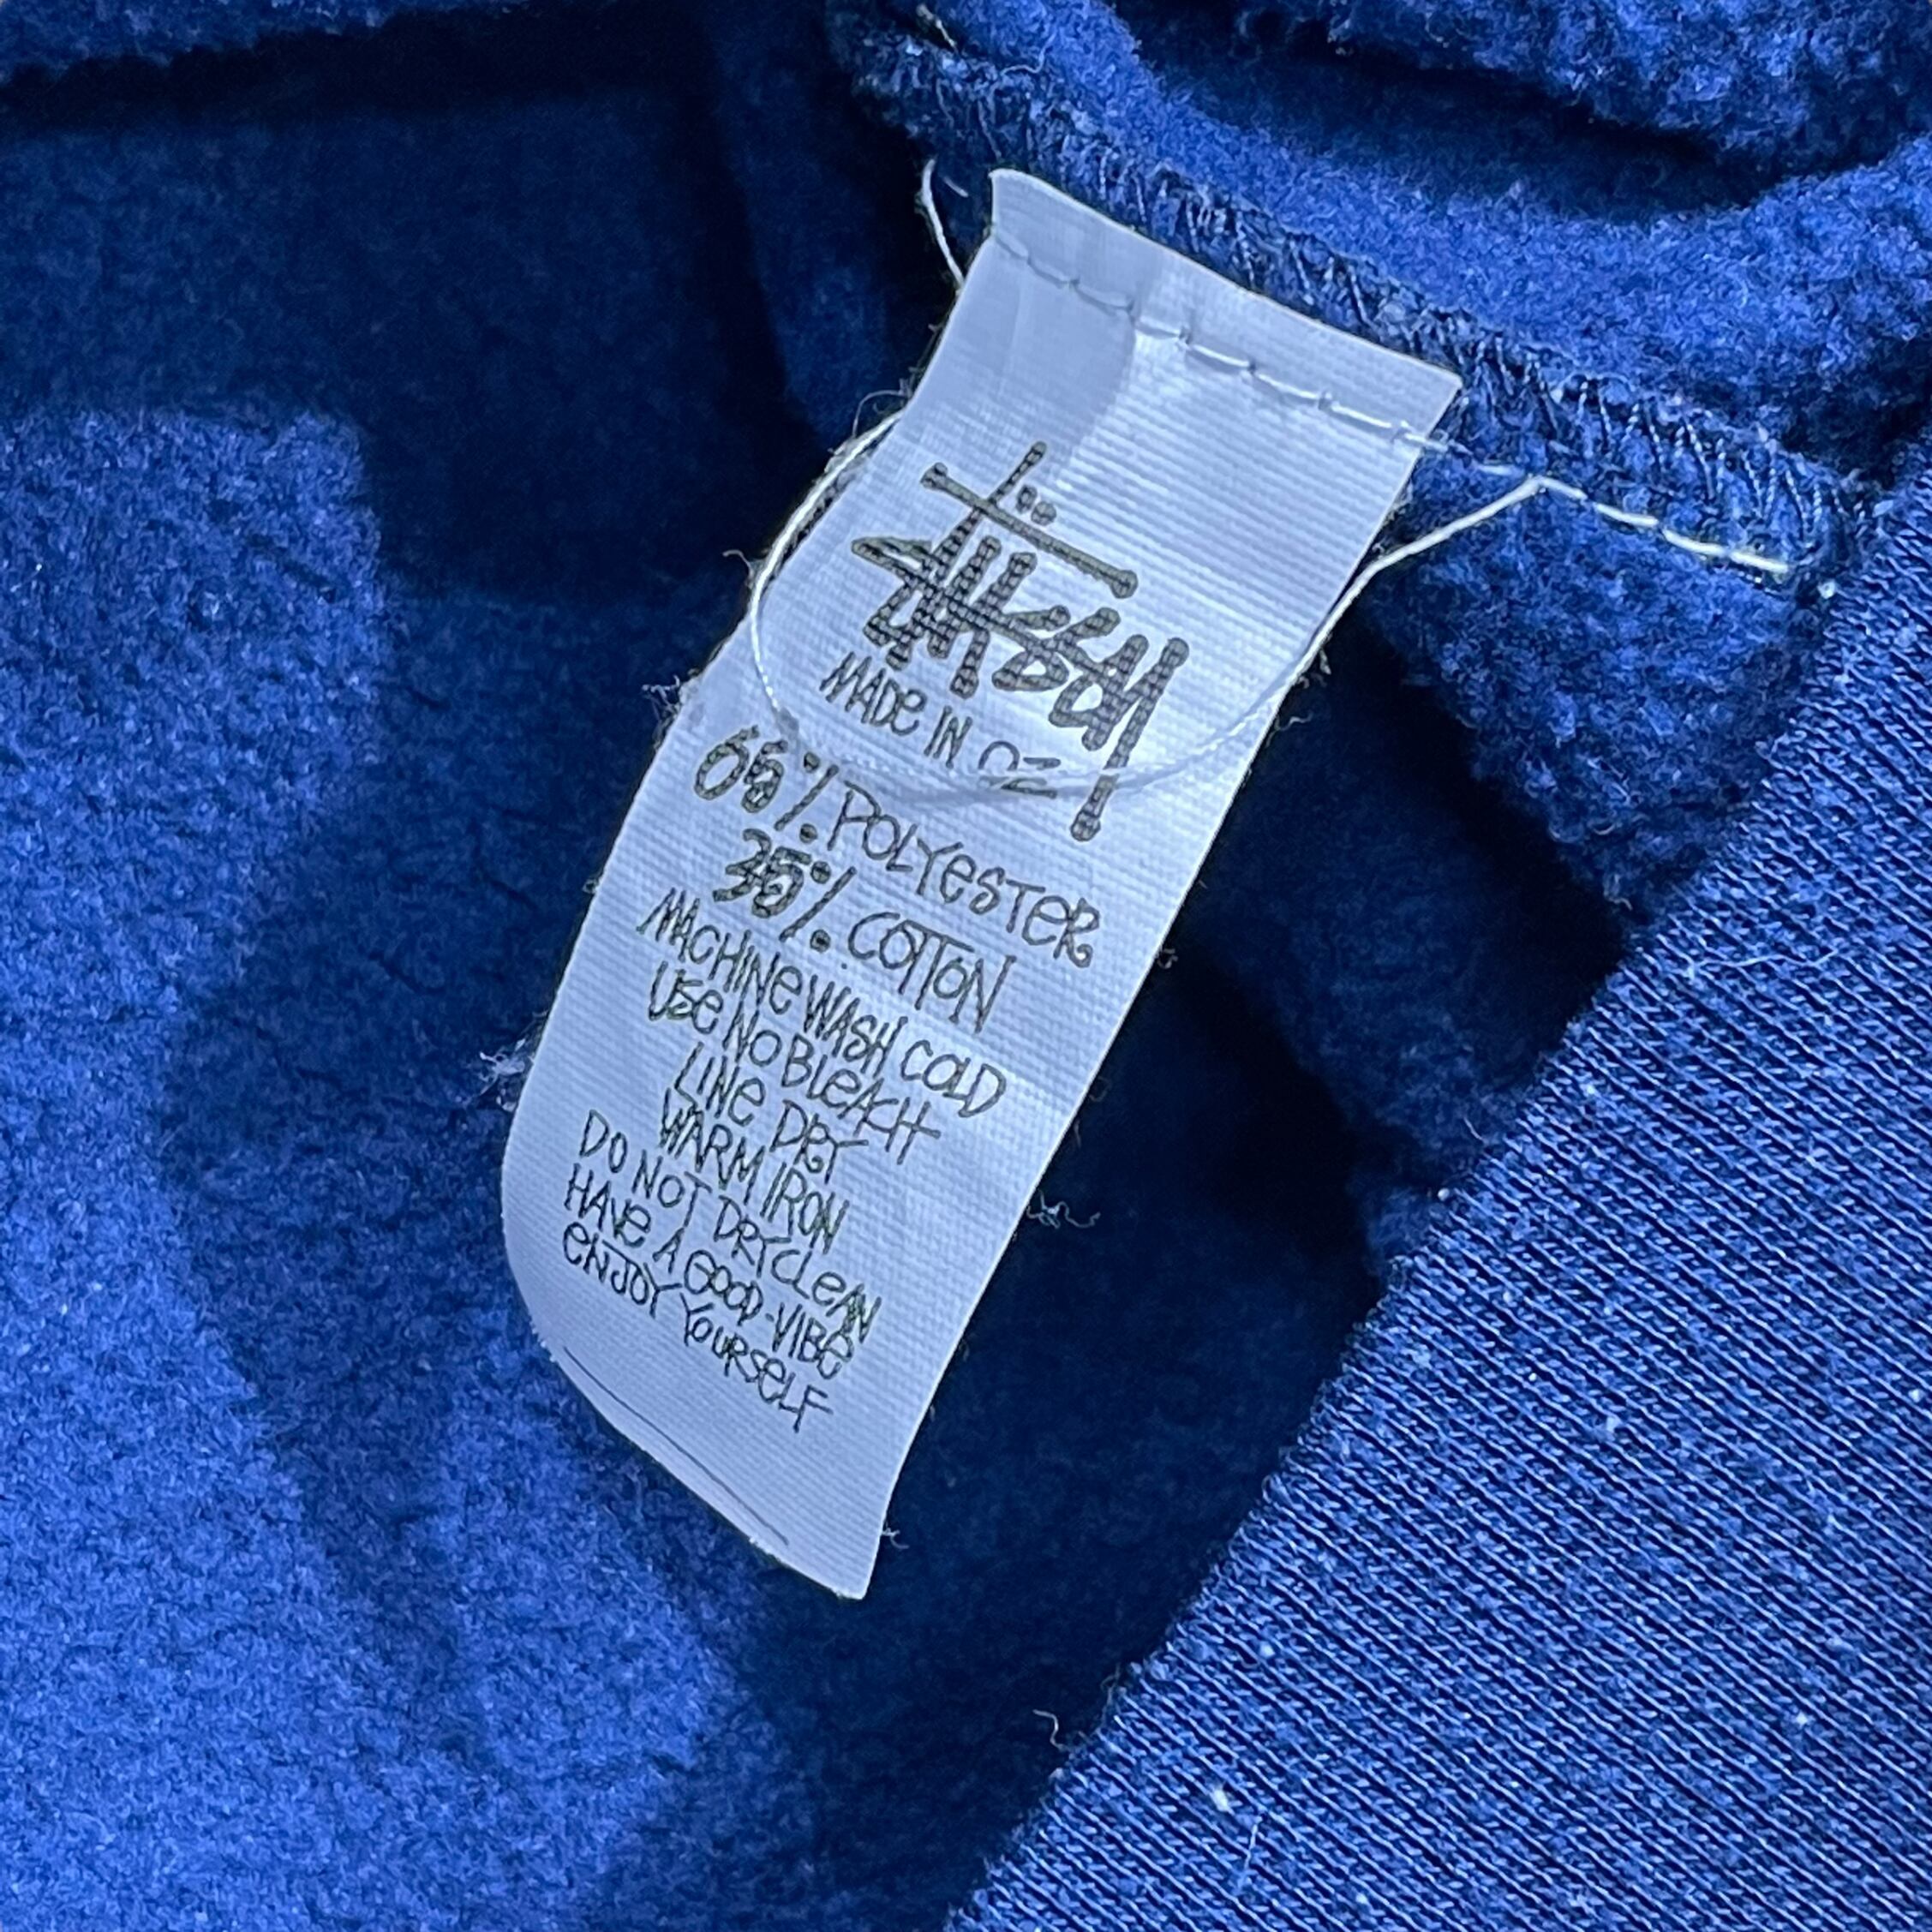 STÜSSY
MADE IN OZ
65% POLYESTER
35% COTTON
MACHINE WASH COLD
USE NO BLEACH
LINE DRY
WARM IRON
DO NOT DRYCLEAN
HAVE A GOOD VIBE
ENJOY YOURSELF